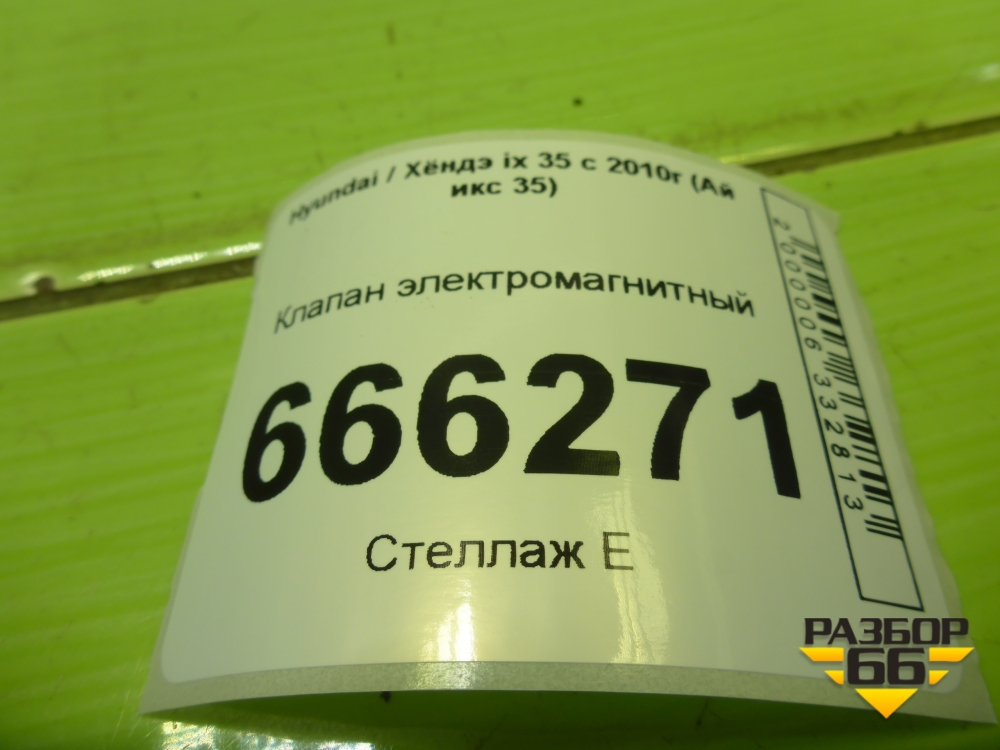 Hyundai / Хёндэ ix 35 с 2010г (Ай
икс 35)
Клапан электромагнитный
666271
Стеллаж Е
2000006332813
РАЗБОР
66